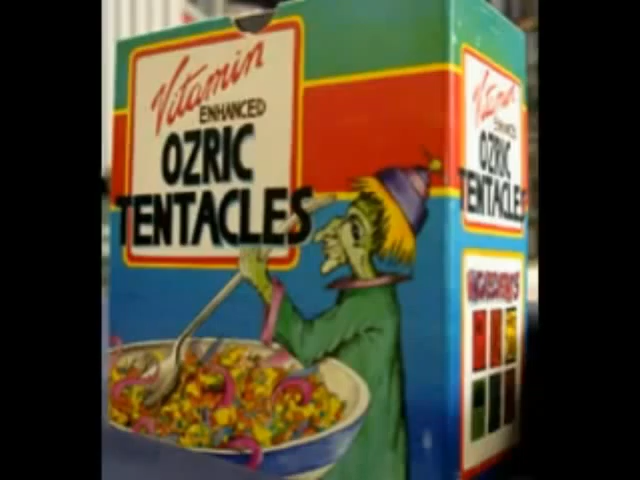 Vitamin
ENHANCED
OZRIC
TENTACLES
Vitamin
ENHANCED
OZRIC
TENTACLES
INGREDIENTS